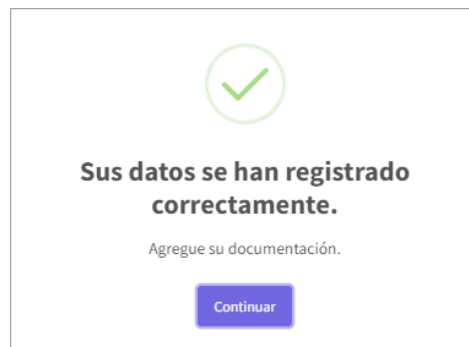 Sus datos se han registrado
correctamente.
Agregue su documentación.
Continuar